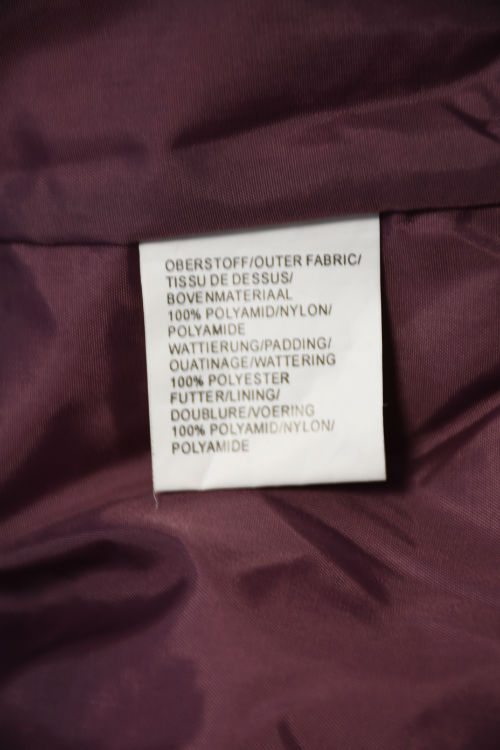 OBERSTOFF/OUTER FABRIC/
TISSU DE DESSUS/
BOVENMATERIAAL
100% POLYAMID/NYLON/
POLYAMIDE
WATTIERUNG/PADDING/
OUATINAGE/WATTERING
100% POLYESTER
FUTTER/LINING/
DOUBLURE/VOERING
100% POLYAMID/NYLON/
POLYAMIDE